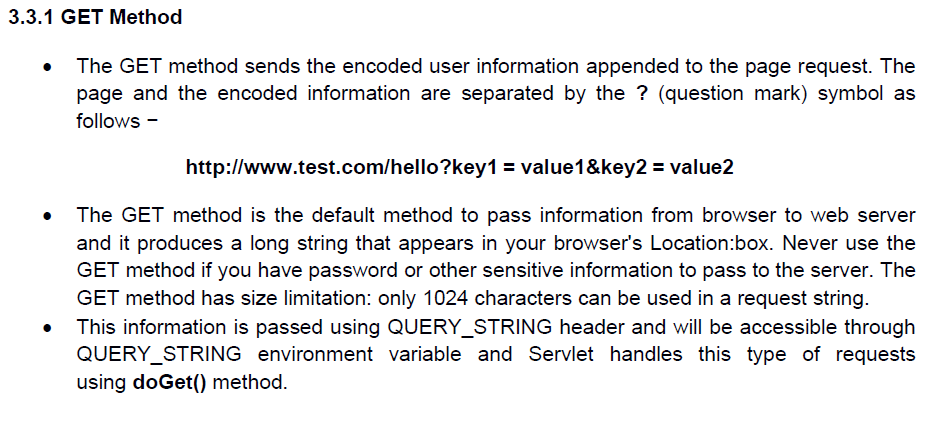 3.3.1 GET Method
• The GET method sends the encoded user information appended to the page request. The
page and the encoded information are separated by the ? (question mark) symbol as
follows −
http://www.test.com/hello?key1 = value1&key2 = value2
• The GET method is the default method to pass information from browser to web server
and it produces a long string that appears in your browser's Location:box. Never use the
GET method if you have password or other sensitive information to pass to the server. The
GET method has size limitation: only 1024 characters can be used in a request string.
• This information is passed using QUERY_STRING header and will be accessible through
QUERY_STRING environment variable and Servlet handles this type of requests
using doGet() method.